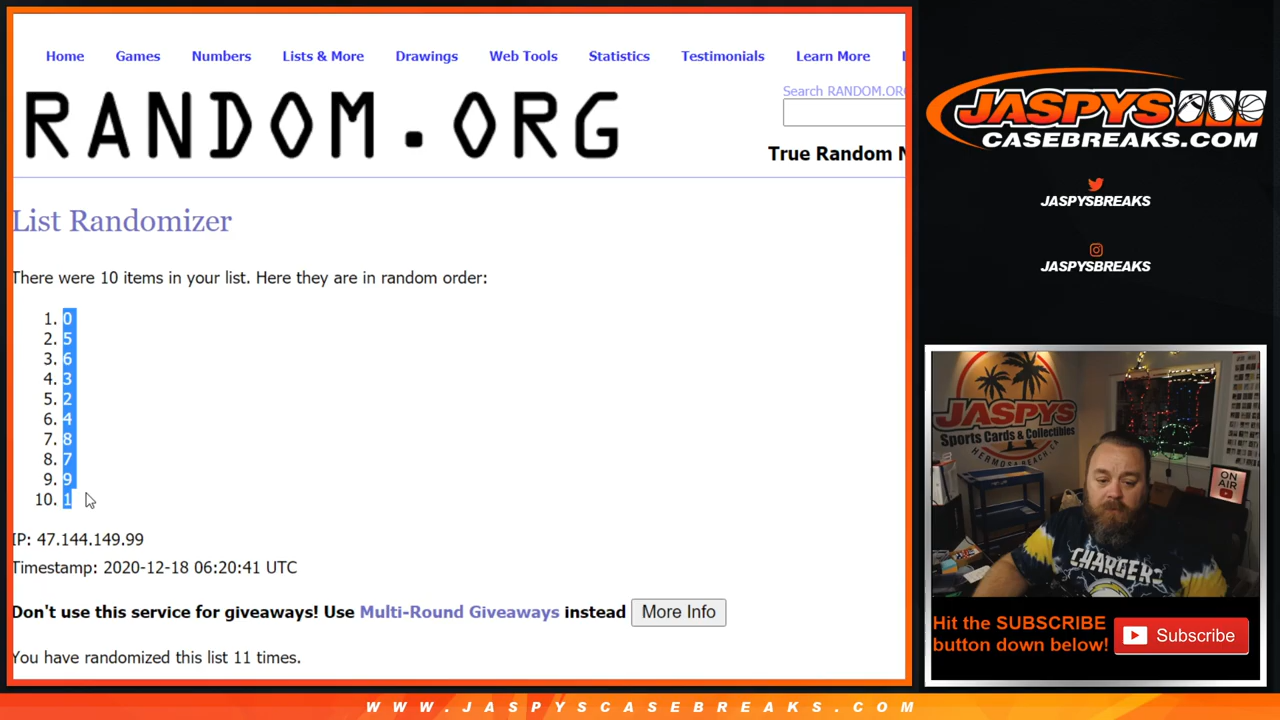 Home Games Numbers Lists & More Drawings Web Tools Statistics Testimonials Learn More
Search RANDOM.ORG
RANDOM.ORG
True Random N
List Randomizer
There were 10 items in your list. Here they are in random order:
1. 0
2. 5
3. 6
4. 3
5. 2
6. 4
7. 8
8. 7
9. 9
10. 1
IP: 47.144.149.99
Timestamp: 2020-12-18 06:20:41 UTC
Don't use this service for giveaways! Use Multi-Round Giveaways instead More Info
You have randomized this list 11 times.
JASPYS
CASEBREAKS.COM
JASPYSBREAKS
JASPYSBREAKS
JASPYS
Sports Cards & Collectibles
HERMOSA BEACH, CA
ON AIR
CHARGERS
Hit the SUBSCRIBE
button down below!
Subscribe
WWW.JASPYSCASEBREAKS.COM